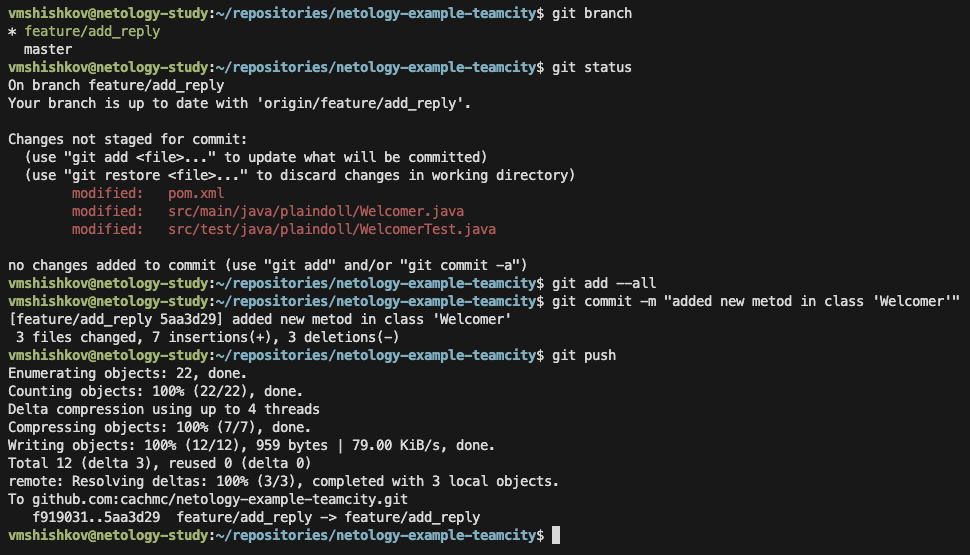 vmshishkov@netology-study:~/repositories/netology-example-teamcity$ git branch
* feature/add_reply
  master
vmshishkov@netology-study:~/repositories/netology-example-teamcity$ git status
On branch feature/add_reply
Your branch is up to date with 'origin/feature/add_reply'.

Changes not staged for commit:
  (use "git add <file>..." to update what will be committed)
  (use "git restore <file>..." to discard changes in working directory)
        modified:   pom.xml
        modified:   src/main/java/plaindoll/Welcomer.java
        modified:   src/test/java/plaindoll/WelcomerTest.java

no changes added to commit (use "git add" and/or "git commit -a")
vmshishkov@netology-study:~/repositories/netology-example-teamcity$ git add --all
vmshishkov@netology-study:~/repositories/netology-example-teamcity$ git commit -m "added new metod in class 'Welcomer'"
[feature/add_reply 5aa3d29] added new metod in class 'Welcomer'
 3 files changed, 7 insertions(+), 3 deletions(-)
vmshishkov@netology-study:~/repositories/netology-example-teamcity$ git push
Enumerating objects: 22, done.
Counting objects: 100% (22/22), done.
Delta compression using up to 4 threads
Compressing objects: 100% (7/7), done.
Writing objects: 100% (12/12), 959 bytes | 79.00 KiB/s, done.
Total 12 (delta 3), reused 0 (delta 0)
remote: Resolving deltas: 100% (3/3), completed with 3 local objects.
To github.com:cachmc/netology-example-teamcity.git
   f919031..5aa3d29  feature/add_reply -> feature/add_reply
vmshishkov@netology-study:~/repositories/netology-example-teamcity$